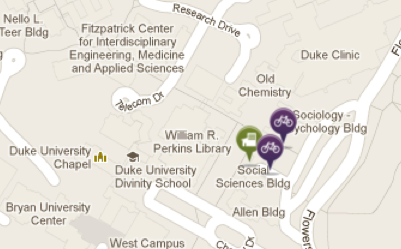 Nello L.
Teer Bldg
Research Drive
Fitzpatrick Center
for Interdisciplinary
Engineering, Medicine
and Applied Sciences
Duke Clinic
Old
Chemistry
Telecom Dr
Sociology -
Psychology Bldg
William R.
Perkins Library
Duke University
Chapel
Duke University
Divinity School
Social
Sciences Bldg
Allen Bldg
Bryan University
Center
West Campus
Flowers